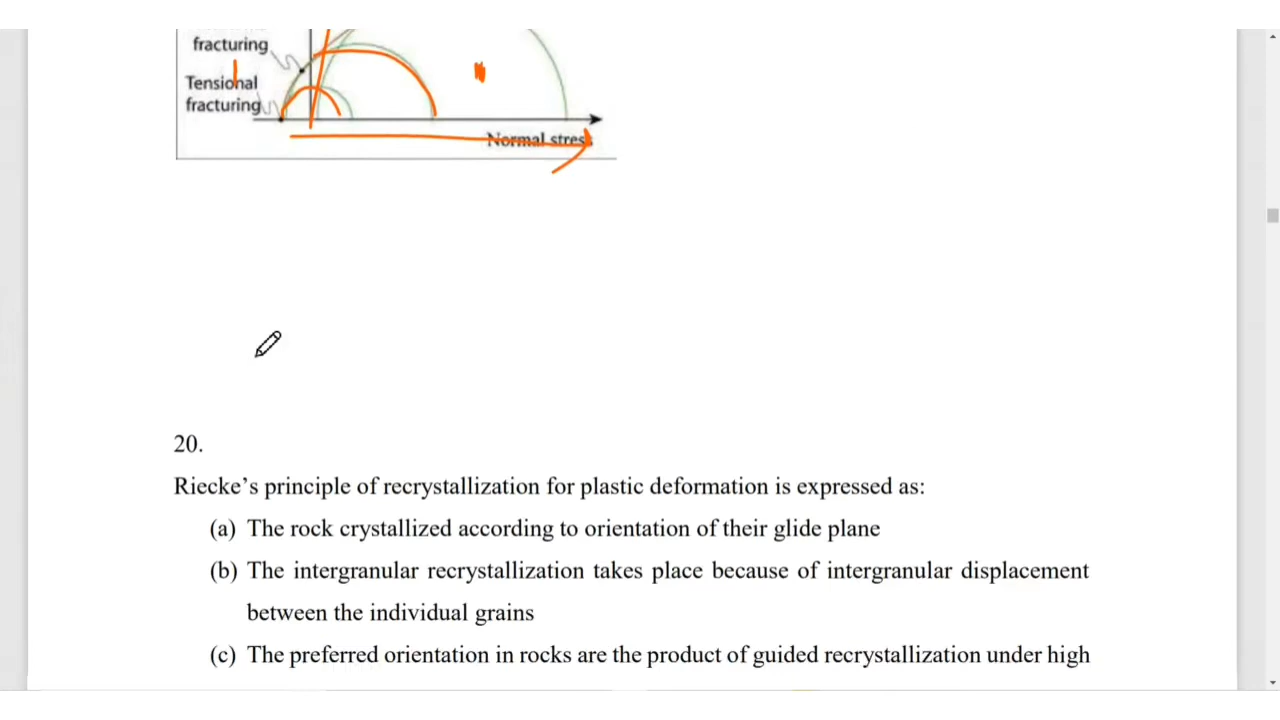 fracturing
Tensional
fracturing
Normal stress
20.
Riecke’s principle of recrystallization for plastic deformation is expressed as:
(a) The rock crystallized according to orientation of their glide plane
(b) The intergranular recrystallization takes place because of intergranular displacement
between the individual grains
(c) The preferred orientation in rocks are the product of guided recrystallization under high